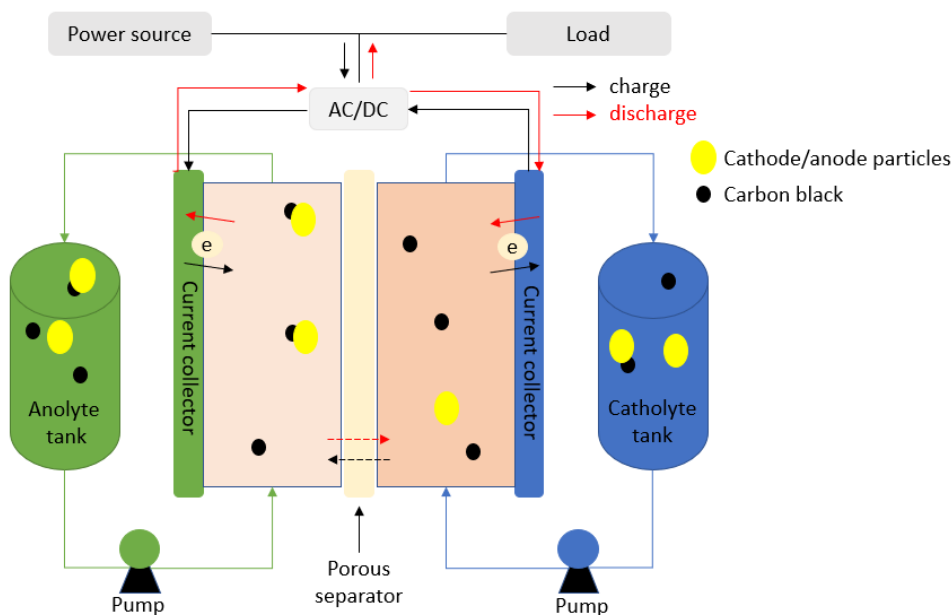 Power source
Load
charge
AC/DC
discharge
Cathode/anode particles
Carbon black
e
e
Current collector
Current collector
Anolyte
tank
Catholyte
tank
Porous
separator
Pump
Pump